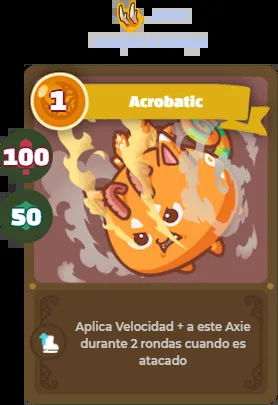 1
Acrobatic
100
50
Aplica Velocidad + a este Axie
durante 2 rondas cuando es
atacado